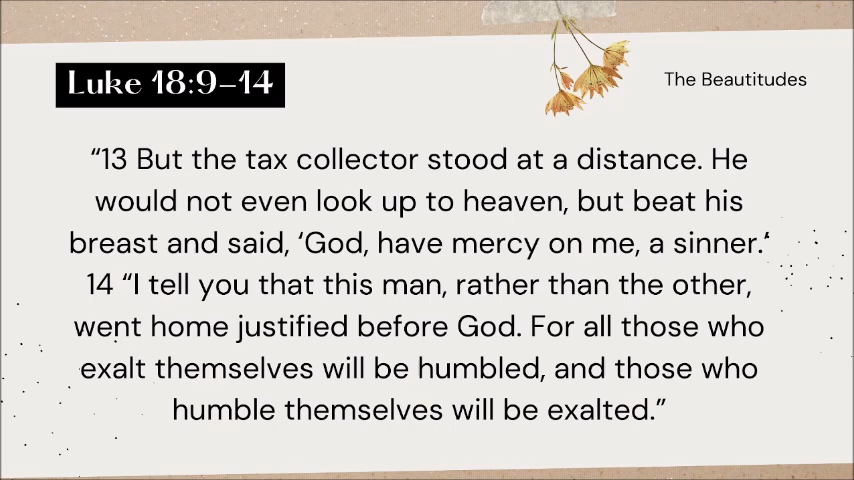 Luke 18:9–14
The Beautitudes
“13 But the tax collector stood at a distance. He
would not even look up to heaven, but beat his
breast and said, ‘God, have mercy on me, a sinner.‘
14 “I tell you that this man, rather than the other,
went home justified before God. For all those who
exalt themselves will be humbled, and those who
humble themselves will be exalted.”